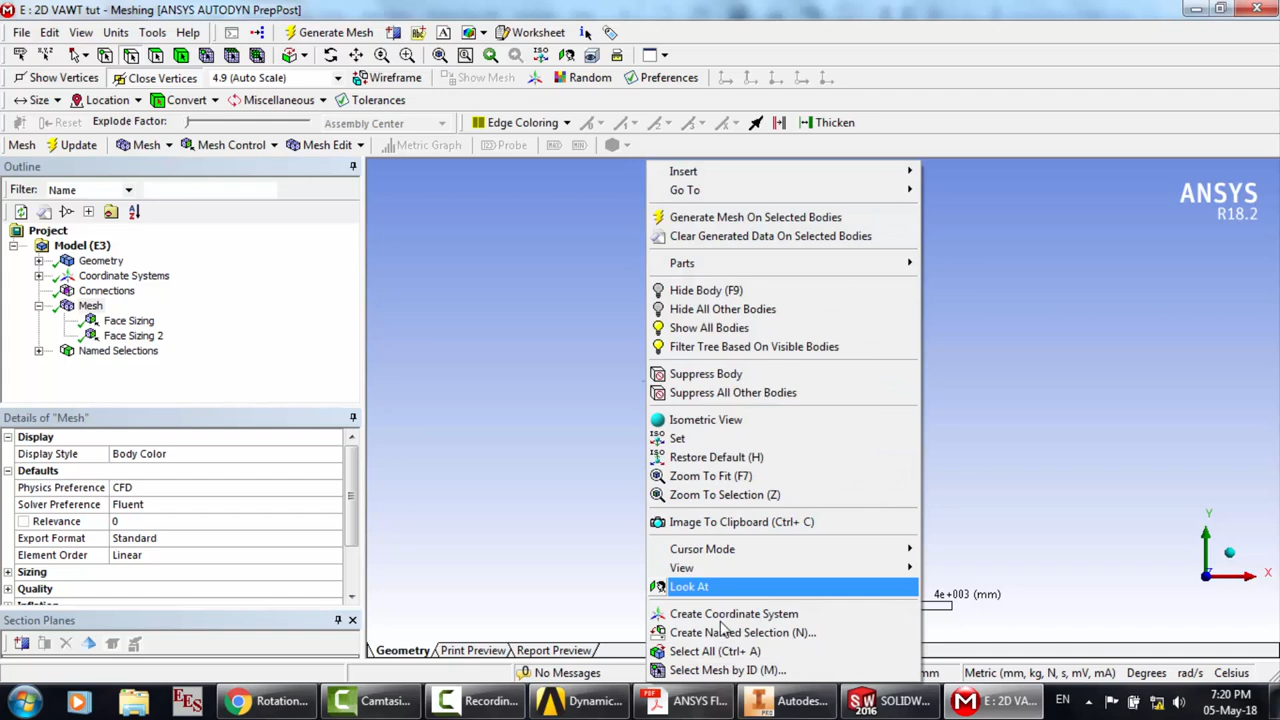 E : 2D VAWT tut - Meshing [ANSYS AUTODYN PrepPost]
File Edit View Units Tools Help Generate Mesh Worksheet
Show Vertices Close Vertices 4.9 (Auto Scale) Wireframe Show Mesh Random Preferences
Size Location Convert Miscellaneous Tolerances
Reset Explode Factor: Assembly Center Edge Coloring Thicken
Mesh Update Mesh Mesh Control Mesh Edit Metric Graph Probe
Outline
Filter: Name
Project
Model (E3)
Geometry
Coordinate Systems
Connections
Mesh
Face Sizing
Face Sizing 2
Named Selections
Details of "Mesh"
Display
Display Style Body Color
Defaults
Physics Preference CFD
Solver Preference Fluent
Relevance 0
Export Format Standard
Element Order Linear
Sizing
Quality
Inflation
Section Planes
Insert
Go To
Generate Mesh On Selected Bodies
Clear Generated Data On Selected Bodies
Parts
Hide Body (F9)
Hide All Other Bodies
Show All Bodies
Filter Tree Based On Visible Bodies
Suppress Body
Suppress All Other Bodies
Isometric View
ISO Set
ISO Restore Default (H)
Zoom To Fit (F7)
Zoom To Selection (Z)
Image To Clipboard (Ctrl+ C)
Cursor Mode
View
Look At
Create Coordinate System
Create Named Selection (N)...
Select All (Ctrl+ A)
Select Mesh by ID (M)...
ANSYS
R18.2
Y
X
4e+003 (mm)
Geometry Print Preview Report Preview
No Messages
mm Metric (mm, kg, N, s, mV, mA) Degrees rad/s Celsius
Rotation... Camtasi... Recordin... Dynamic... ANSYS Fl... Autodes... SOLIDW... E : 2D VA... EN
7:20 PM
05-May-18